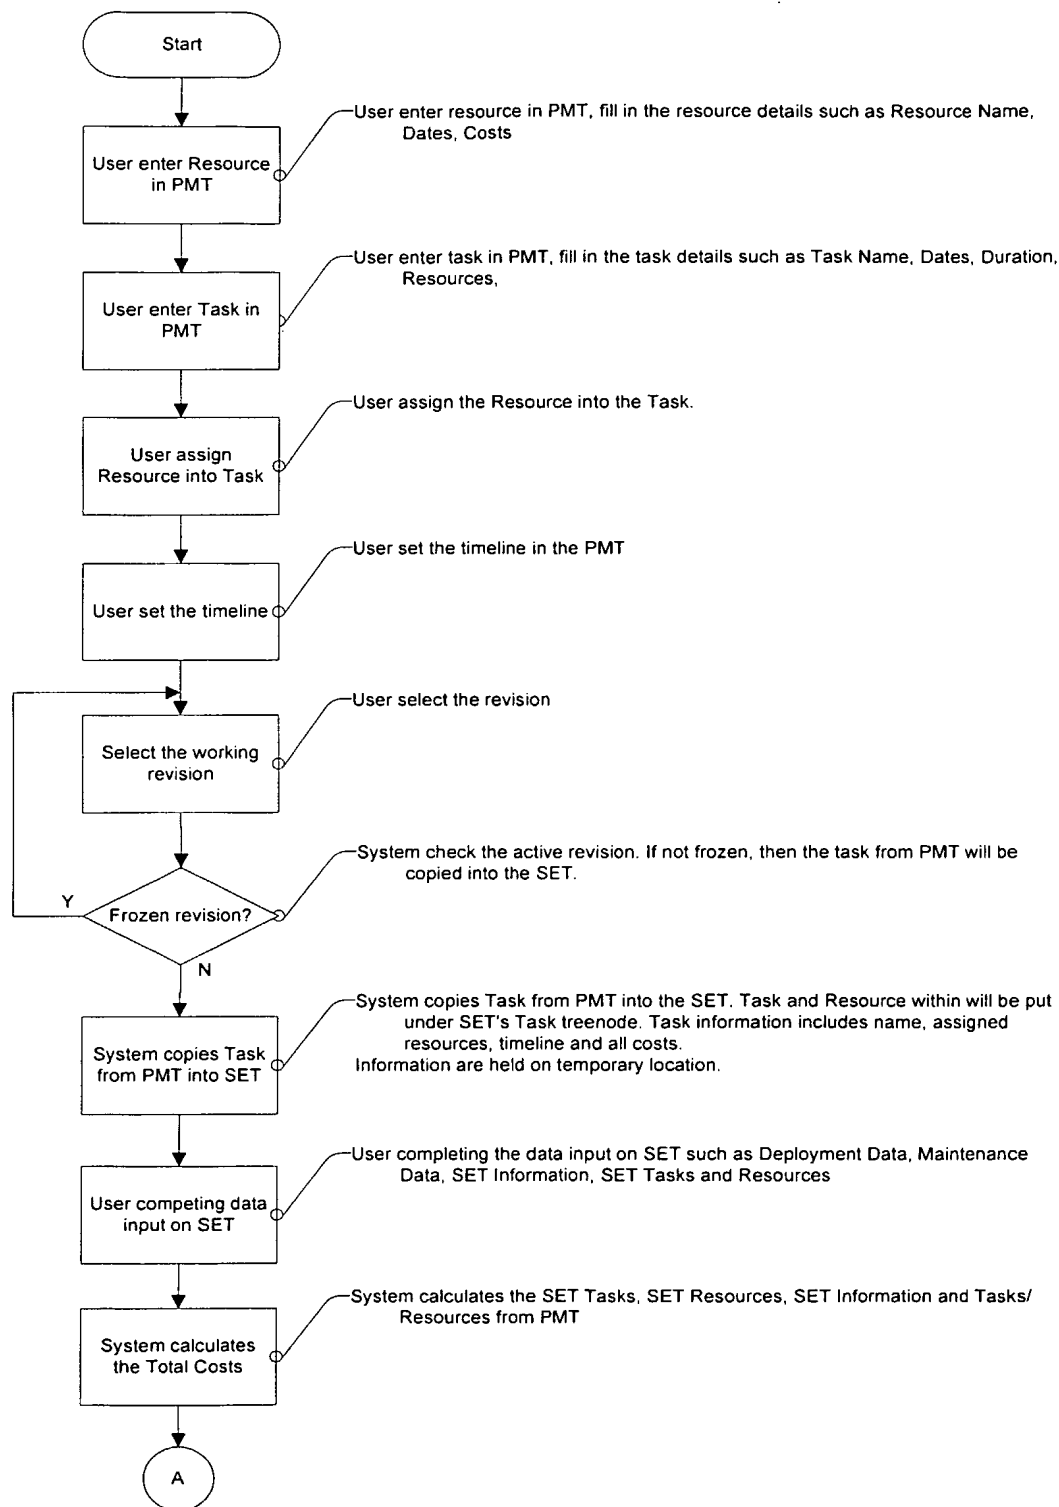 Start
User enter resource in PMT, fill in the resource details such as Resource Name,
Dates, Costs
User enter Resource
in PMT
User enter task in PMT, fill in the task details such as Task Name, Dates, Duration,
Resources,
User enter Task in
PMT
User assign the Resource into the Task.
User assign
Resource into Task
User set the timeline in the PMT
User set the timeline
User select the revision
Select the working
revision
System check the active revision. If not frozen, then the task from PMT will be
copied into the SET.
Y
Frozen revision?
N
System copies Task from PMT into the SET. Task and Resource within will be put
under SET's Task treenode. Task information includes name, assigned
resources, timeline and all costs.
Information are held on temporary location.
System copies Task
from PMT into SET
User completing the data input on SET such as Deployment Data, Maintenance
Data, SET Information, SET Tasks and Resources
User competing data
input on SET
System calculates the SET Tasks, SET Resources, SET Information and Tasks/
Resources from PMT
System calculates
the Total Costs
A